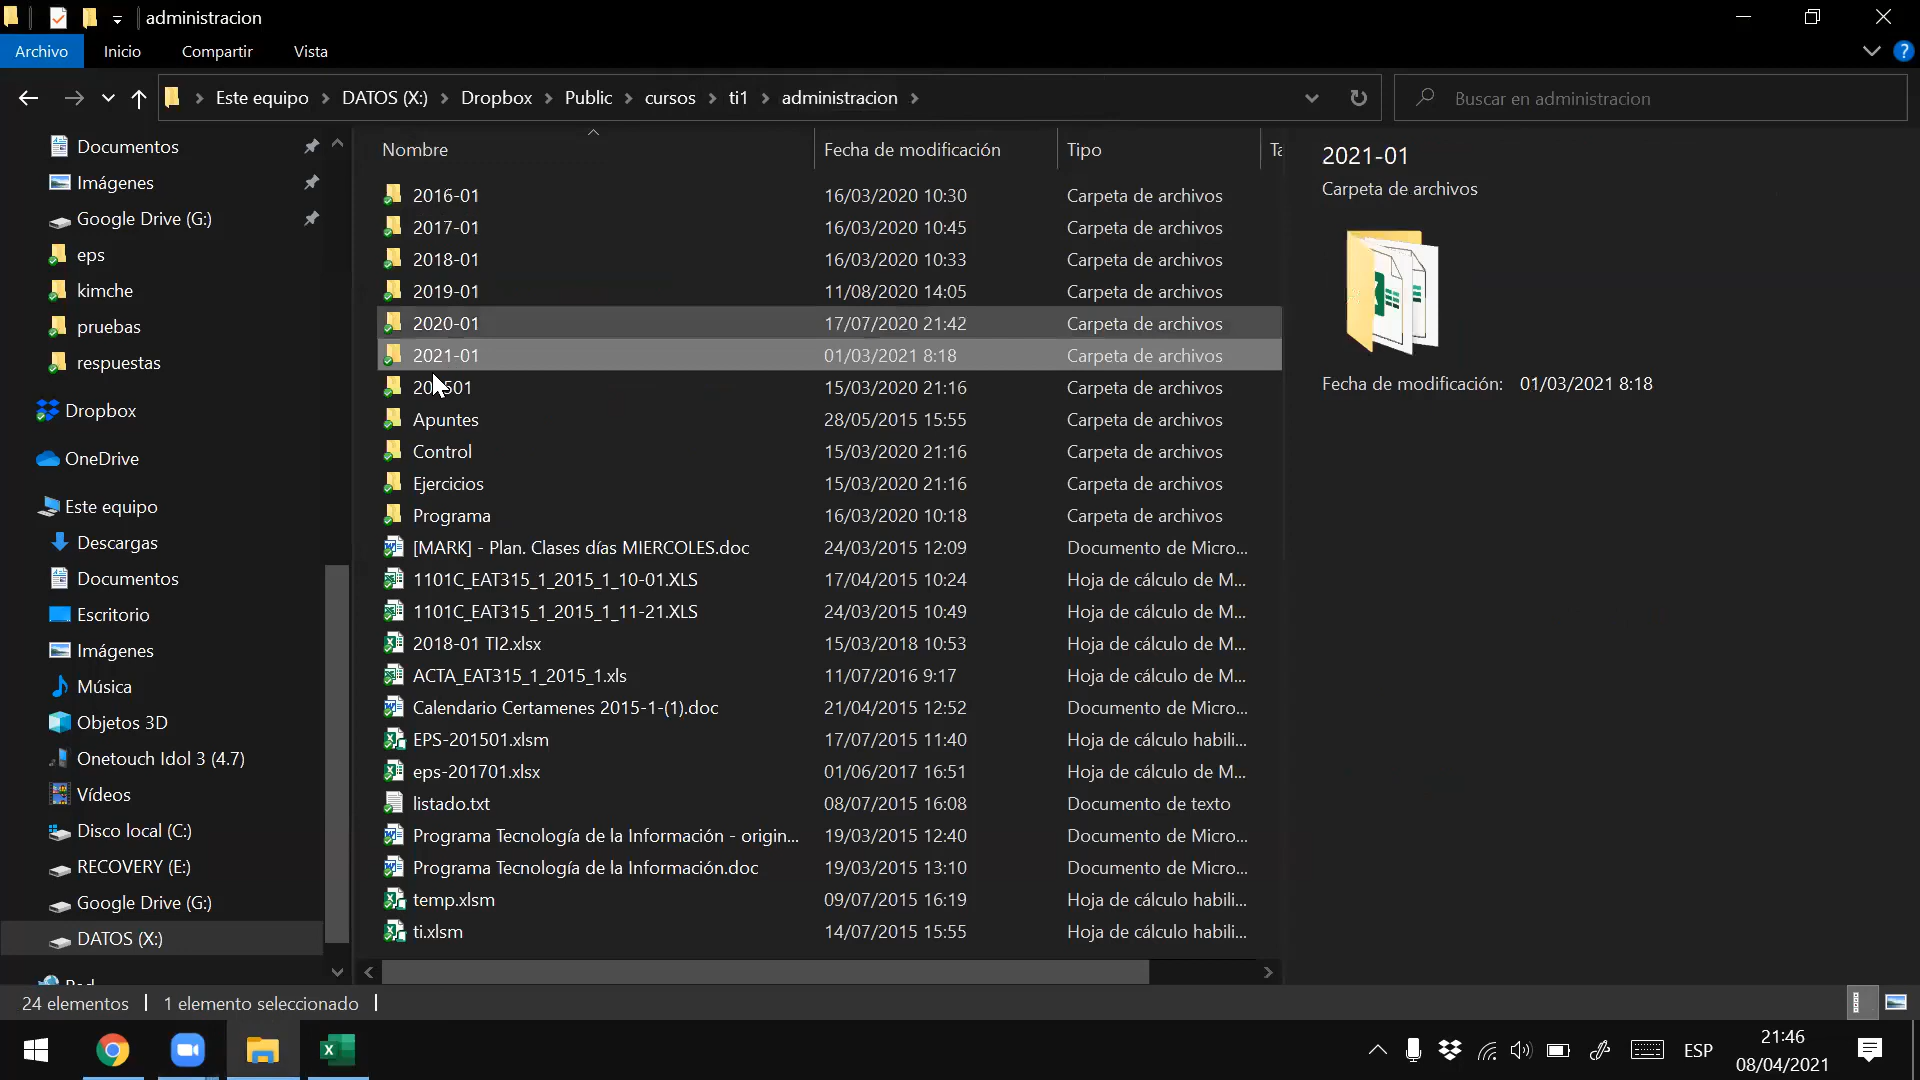 administracion
Archivo
Inicio
Compartir
Vista
?
Este equipo
DATOS (X:)
Dropbox
Public
cursos
ti1
administracion
Buscar en administracion
Documentos
Imágenes
Google Drive (G:)
eps
kimche
pruebas
respuestas
Dropbox
OneDrive
Este equipo
Descargas
Documentos
Escritorio
Imágenes
Música
Objetos 3D
Onetouch Idol 3 (4.7)
Vídeos
Disco local (C:)
RECOVERY (E:)
Google Drive (G:)
DATOS (X:)
Nombre Fecha de modificación Tipo
2016-01 16/03/2020 10:30 Carpeta de archivos
2017-01 16/03/2020 10:45 Carpeta de archivos
2018-01 16/03/2020 10:33 Carpeta de archivos
2019-01 11/08/2020 14:05 Carpeta de archivos
2020-01 17/07/2020 21:42 Carpeta de archivos
2021-01 01/03/2021 8:18 Carpeta de archivos
15/03/2020 21:16 Carpeta de archivos
Apuntes 28/05/2015 15:55 Carpeta de archivos
Control 15/03/2020 21:16 Carpeta de archivos
Ejercicios 15/03/2020 21:16 Carpeta de archivos
Programa 16/03/2020 10:18 Carpeta de archivos
[MARK] - Plan. Clases días MIERCOLES.doc 24/03/2015 12:09 Documento de Micro...
1101C_EAT315_1_2015_1_10-01.XLS 17/04/2015 10:24 Hoja de cálculo de M...
1101C_EAT315_1_2015_1_11-21.XLS 24/03/2015 10:49 Hoja de cálculo de M...
2018-01 TI2.xlsx 15/03/2018 10:53 Hoja de cálculo de M...
ACTA_EAT315_1_2015_1.xls 11/07/2016 9:17 Hoja de cálculo de M...
Calendario Certamenes 2015-1-(1).doc 21/04/2015 12:52 Documento de Micro...
EPS-201501.xlsm 17/07/2015 11:40 Hoja de cálculo habili...
eps-201701.xlsx 01/06/2017 16:51 Hoja de cálculo de M...
listado.txt 08/07/2015 16:08 Documento de texto
Programa Tecnología de la Información - origin... 19/03/2015 12:40 Documento de Micro...
Programa Tecnología de la Información.doc 19/03/2015 13:10 Documento de Micro...
temp.xlsm 09/07/2015 16:19 Hoja de cálculo habili...
ti.xlsm 14/07/2015 15:55 Hoja de cálculo habili...
2021-01
Carpeta de archivos
Fecha de modificación: 01/03/2021 8:18
24 elementos
1 elemento seleccionado
ESP
21:46
08/04/2021